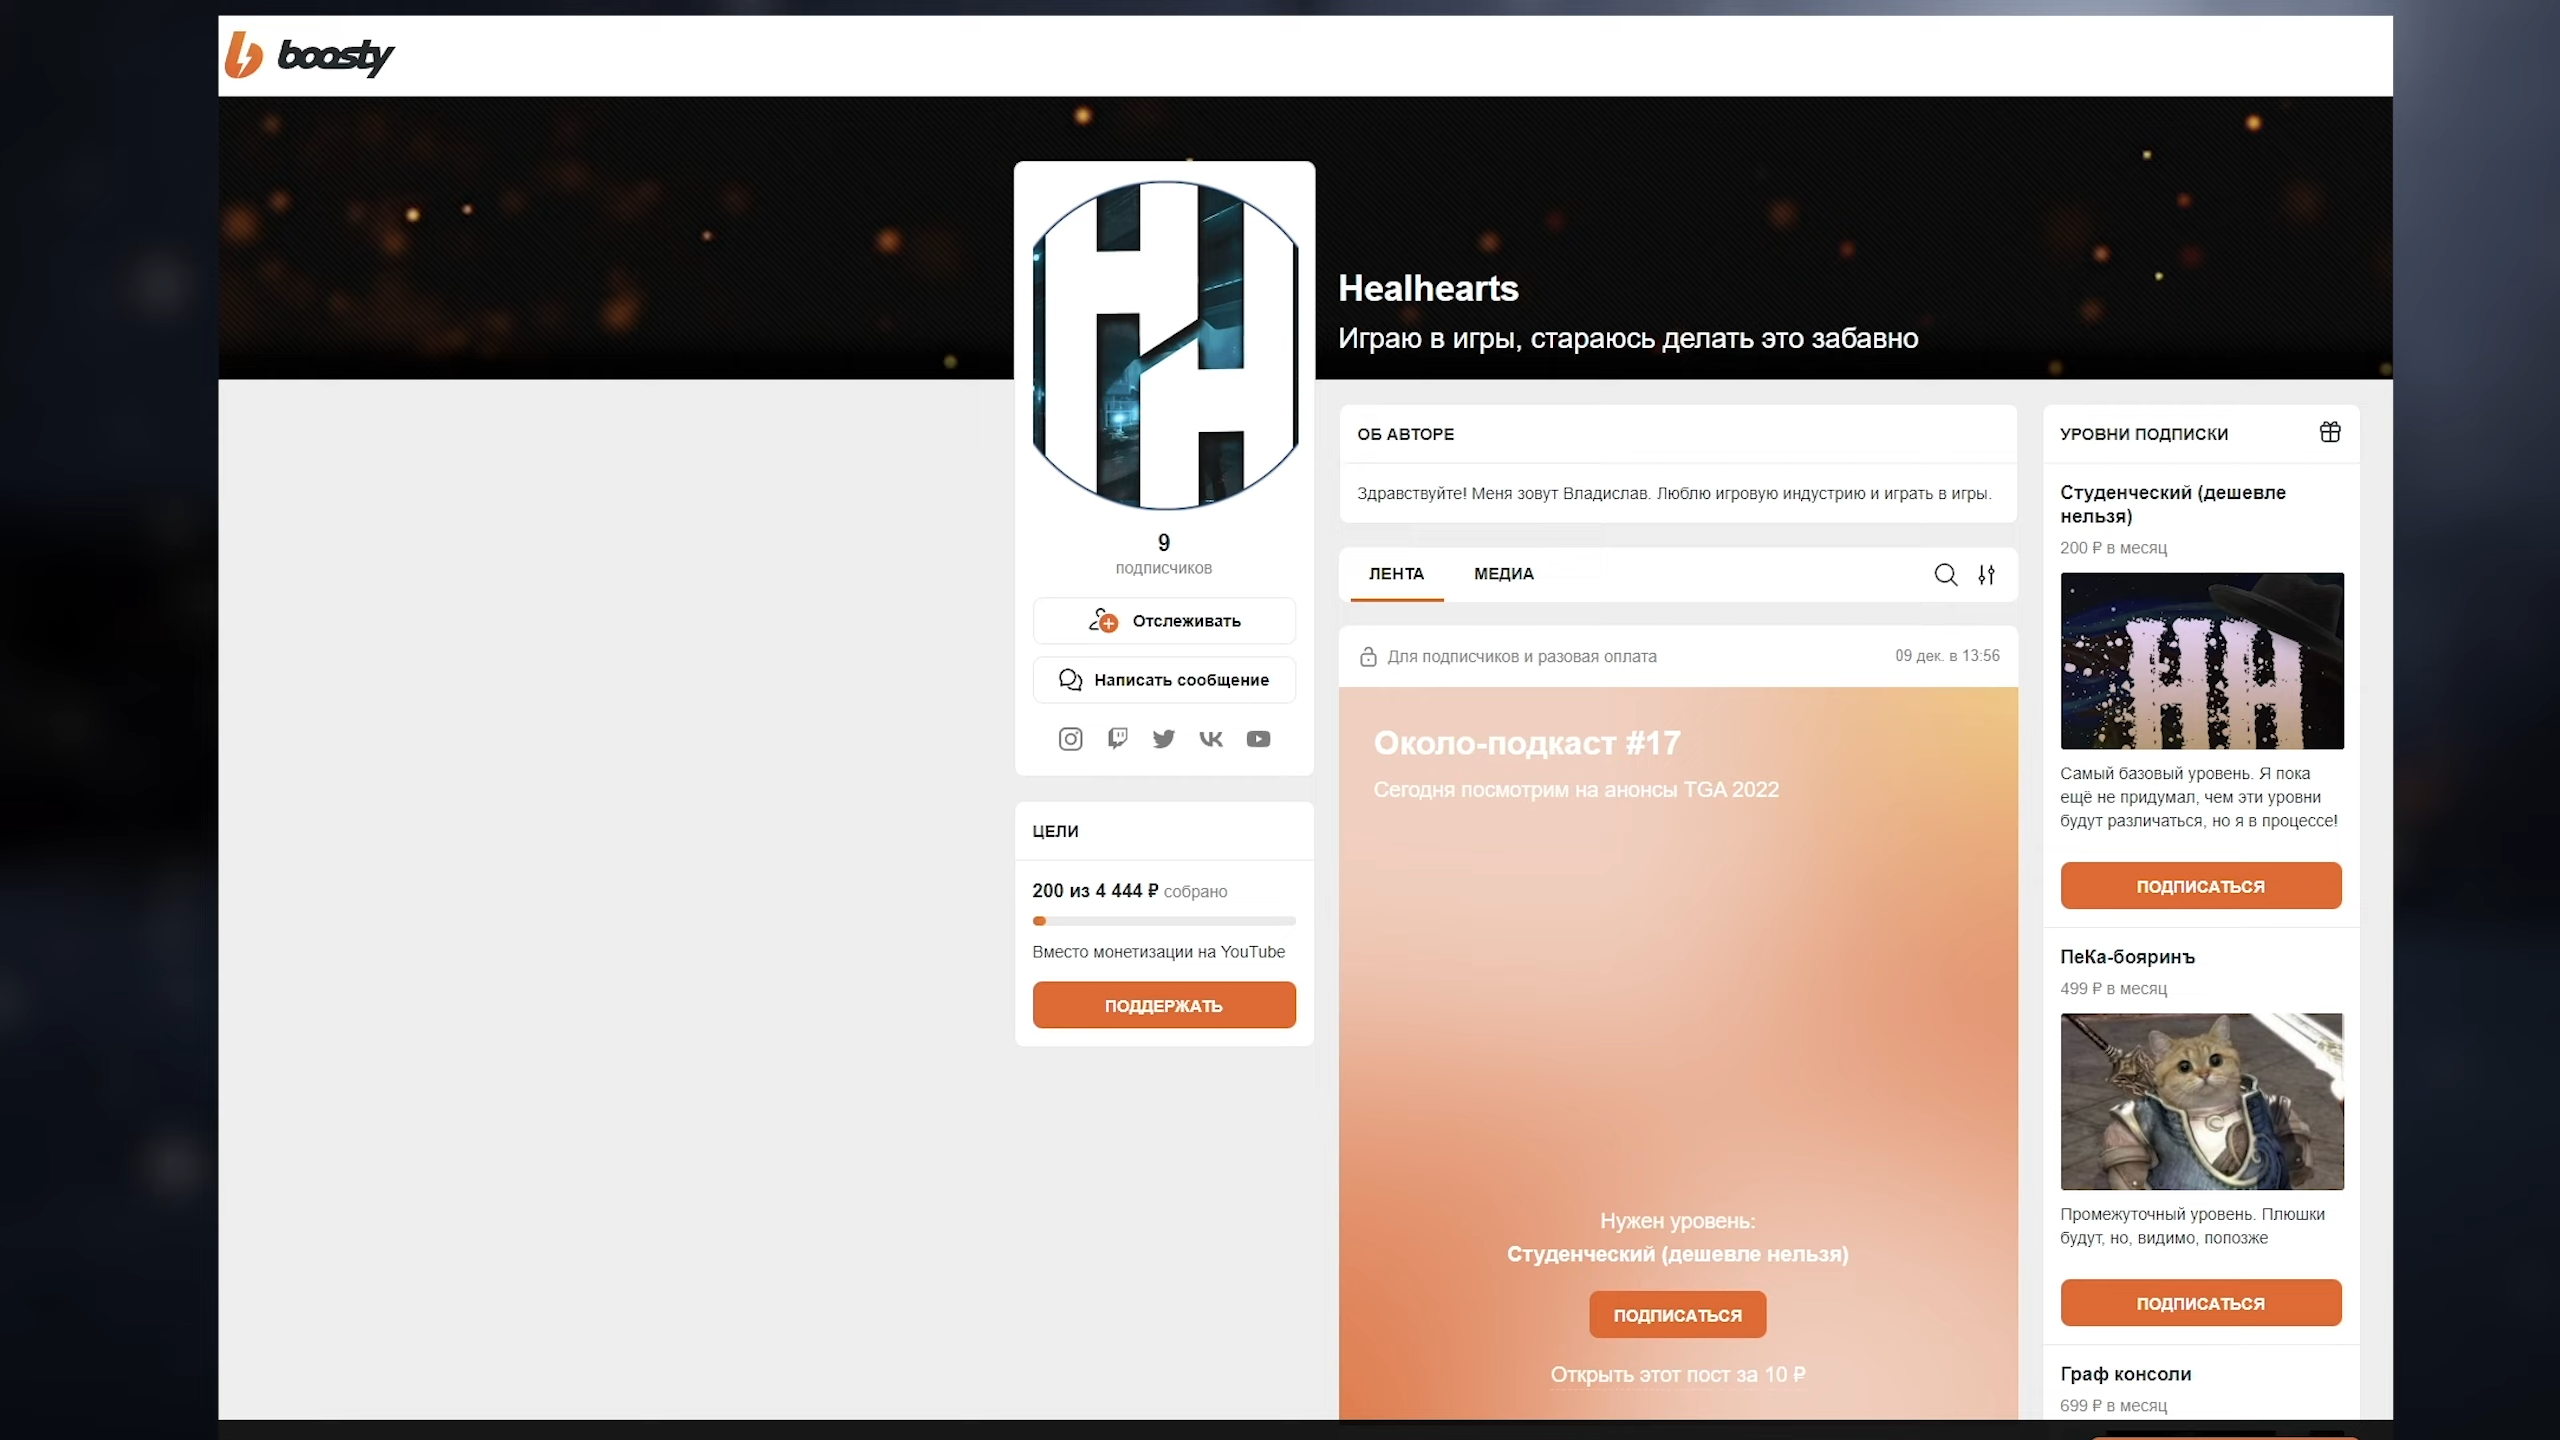 boosty
Healhearts
Играю в игры, стараюсь делать это забавно
9
подписчиков
Отслеживать
Написать сообщение
ЦЕЛИ
200 из 4 444 ₽ собрано
Вместо монетизации на YouTube
ПОДДЕРЖАТЬ
ОБ АВТОРЕ
Здравствуйте! Меня зовут Владислав. Люблю игровую индустрию и играть в игры.
ЛЕНТА МЕДИА
Для подписчиков и разовая оплата 09 дек. в 13:56
Около-подкаст #17
Сегодня посмотрим на анонсы TGA 2022
Нужен уровень:
Студенческий (дешевле нельзя)
ПОДПИСАТЬСЯ
Открыть этот пост за 10 ₽
УРОВНИ ПОДПИСКИ
Студенческий (дешевле
нельзя)
200 ₽ в месяц
HH
Самый базовый уровень. Я пока
ещё не придумал, чем эти уровни
будут различаться, но я в процессе!
ПОДПИСАТЬСЯ
ПеКа-бояринъ
499 ₽ в месяц
Промежуточный уровень. Плюшки
будут, но, видимо, попозже
ПОДПИСАТЬСЯ
Граф консоли
699 ₽ в месяц